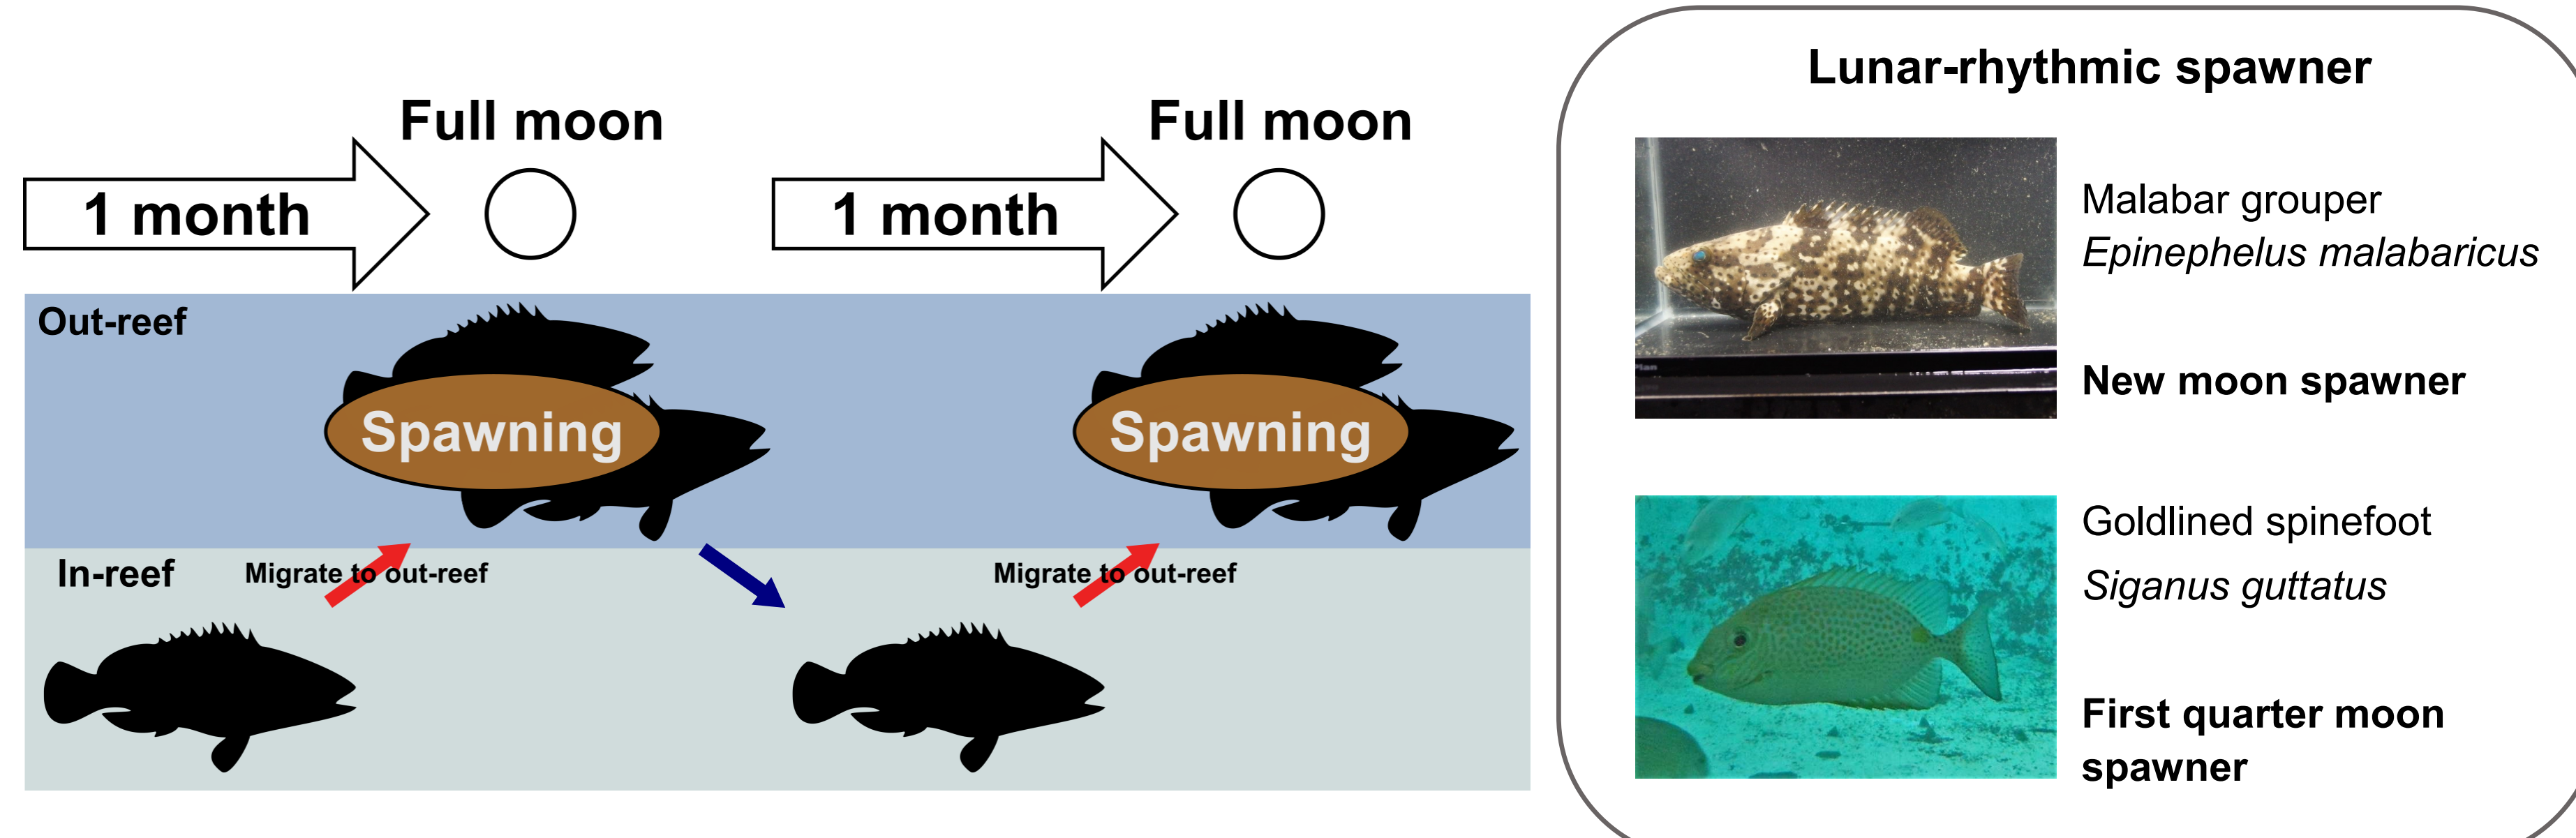 Full moon
1 month
Full moon
1 month
Out-reef
Spawning
Spawning
In-reef
Migrate to out-reef
Migrate to out-reef
Lunar-rhythmic spawner
Malabar grouper
Epinephelus malabaricus
New moon spawner
Goldlined spinefoot
Siganus guttatus
First quarter moon
spawner